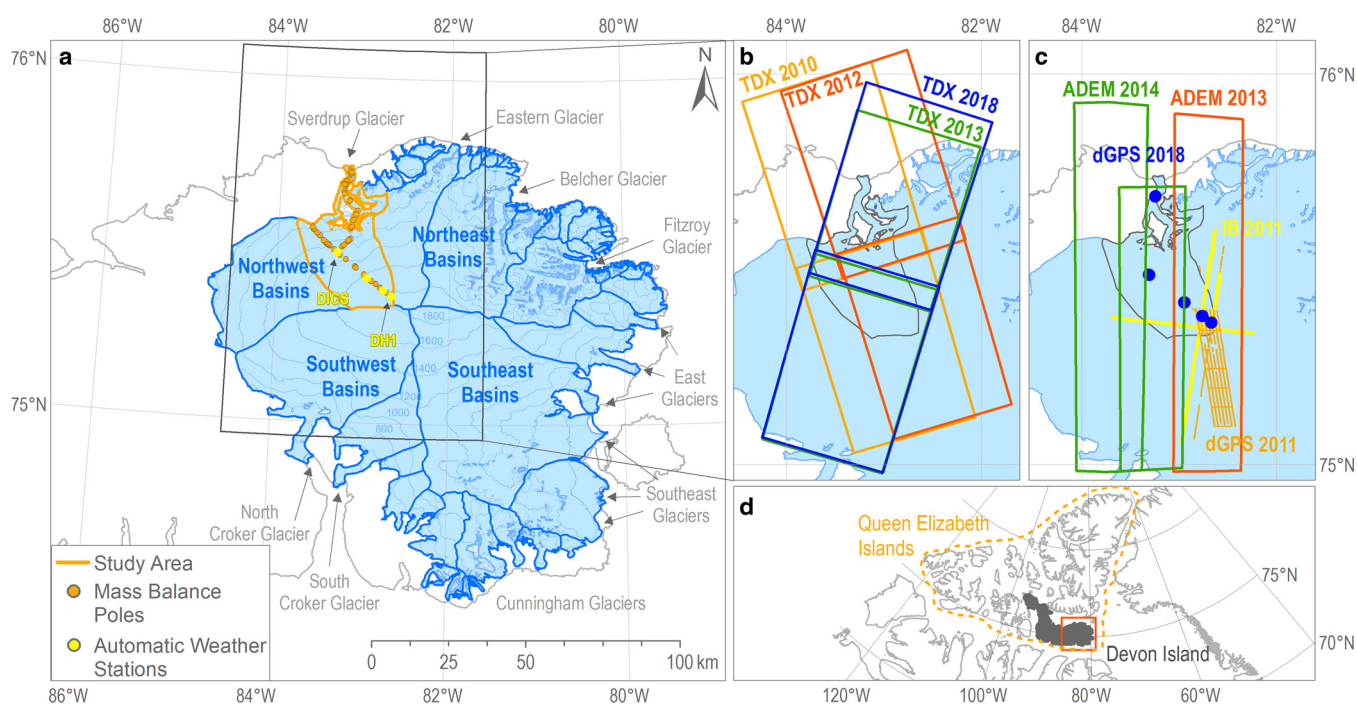 86°W
84°W
82°W
80°W
84°W
82°W
84°W
82°W
76°N
a
N
Sverdrup Glacier
Eastern Glacier
Belcher Glacier
Fitzroy
Glacier
Northeast
Basins
Northwest
Basins
DICS
DH1
1800
1600
1400
1200
1000
800
Southwest
Basins
Southeast
Basins
East
Glaciers
75°N
North
Croker Glacier
South
Croker Glacier
Southeast
Glaciers
Cunningham Glaciers
Study Area
Mass Balance
Poles
Automatic Weather
Stations
0 25 50 100 km
86°W
84°W
82°W
80°W
b
TDX 2010
TDX 2012
TDX 2018
TDX 2013
c
76°N
ADEM 2014
ADEM 2013
dGPS 2018
IB 2011
dGPS 2011
75°N
d
Queen Elizabeth
Islands
Devon Island
75°N
70°N
120°W
100°W
80°W
60°W